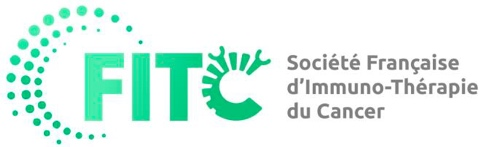 FITC
Société Française
d'Immuno-Thérapie
du Cancer